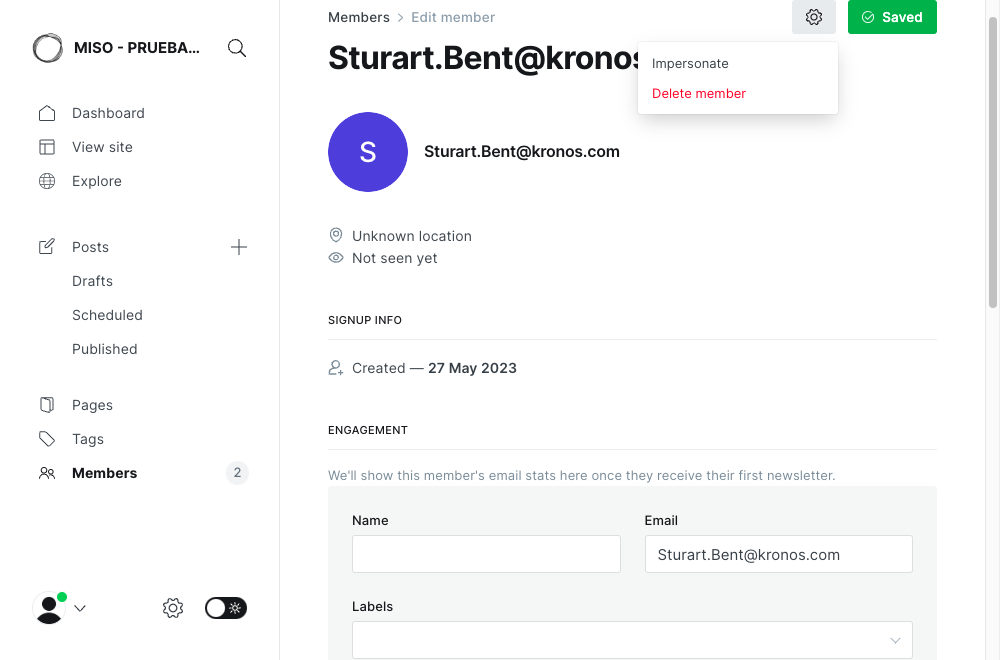 MISO - PRUEBA...
Dashboard
View site
Explore
Posts
Drafts
Scheduled
Published
Pages
Tags
Members 2
Members > Edit member
Saved
Sturart.Bent@kronos
Impersonate
Delete member
S
Sturart.Bent@kronos.com
Unknown location
Not seen yet
SIGNUP INFO
Created — 27 May 2023
ENGAGEMENT
We'll show this member's email stats here once they receive their first newsletter.
Name
Email
Sturart.Bent@kronos.com
Labels